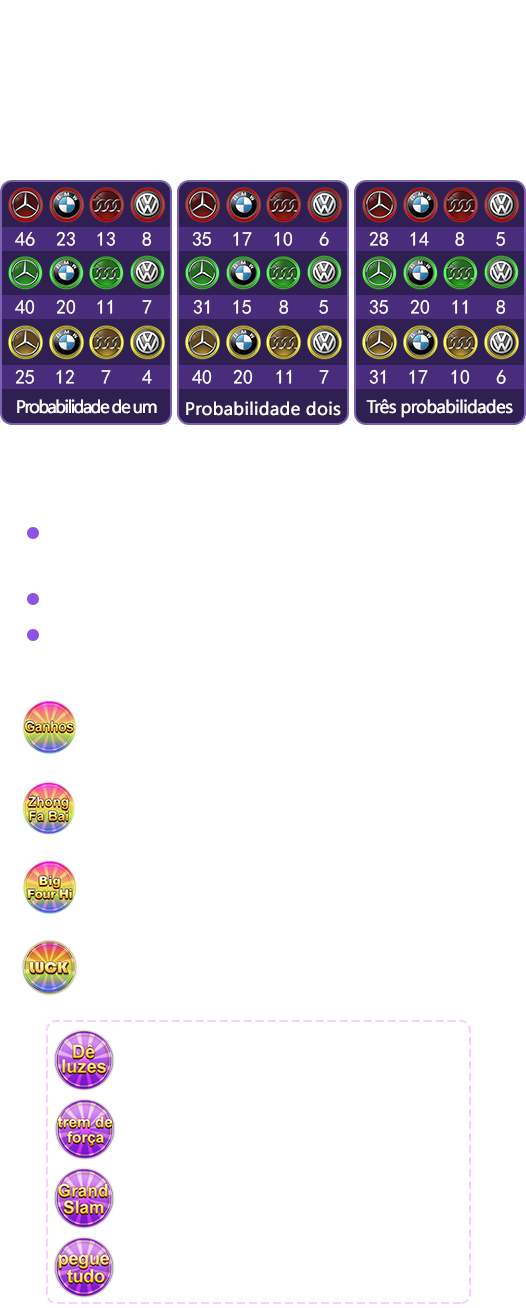 46 23 13 8
40 20 11 7
25 12 7 4
Probabilidade de um
35 17 10 6
31 15 8 5
40 20 11 7
Probabilidade dois
28 14 8 5
35 20 11 8
31 17 10 6
Três probabilidades
Ganhos
Zhong
Fa Bai
Big
Four Hi
LUCK
Dê
luzes
trem de
força
Grand
Slam
pegue
tudo